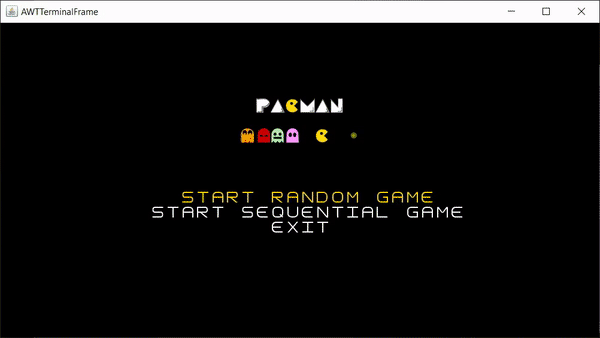 AWTTerminalFrame
PACMAN
START RANDOM GAME
START SEQUENTIAL GAME
EXIT